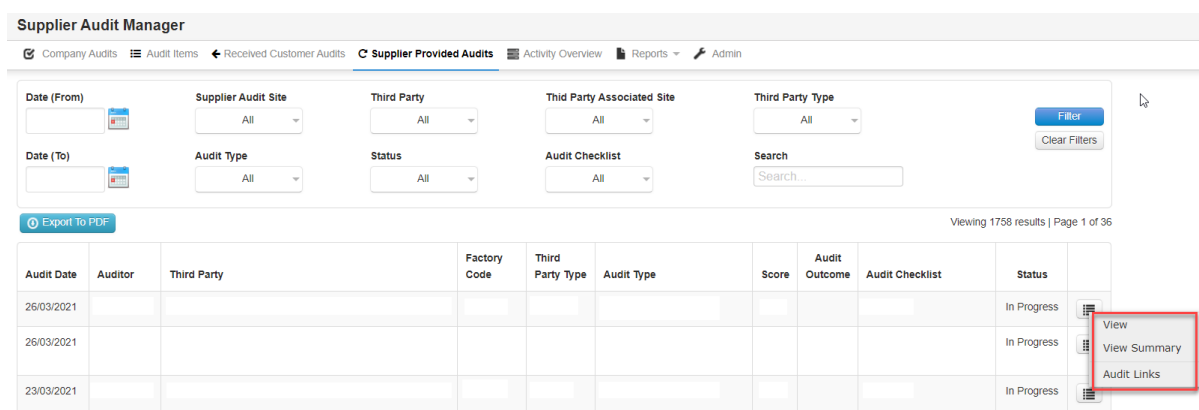 Supplier Audit Manager
Company Audits Audit Items Received Customer Audits Supplier Provided Audits Activity Overview Reports Admin
Date (From) Supplier Audit Site Third Party Thid Party Associated Site Third Party Type
All All All All Filter
Clear Filters
Date (To) Audit Type Status Audit Checklist Search
All All All Search...
Export To PDF Viewing 1758 results | Page 1 of 36
Audit Date Auditor Third Party Factory Code Third Party Type Audit Type Score Audit Outcome Audit Checklist Status
26/03/2021 In Progress
View
26/03/2021 In Progress
View Summary
Audit Links
23/03/2021 In Progress